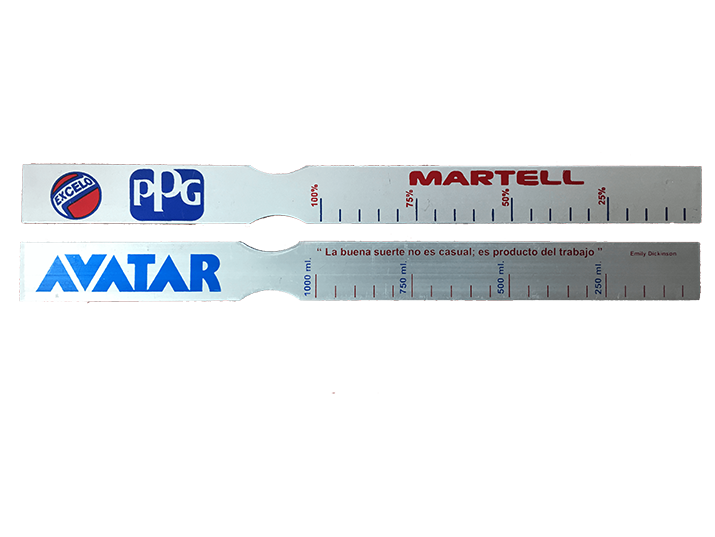 EXCELO
PPG
MARTELL
100%
75%
50%
25%
AVATAR
" La buena suerte no es casual; es producto del trabajo "
Emily Dickinson
1000 ml.
750 ml.
500 ml.
250 ml.